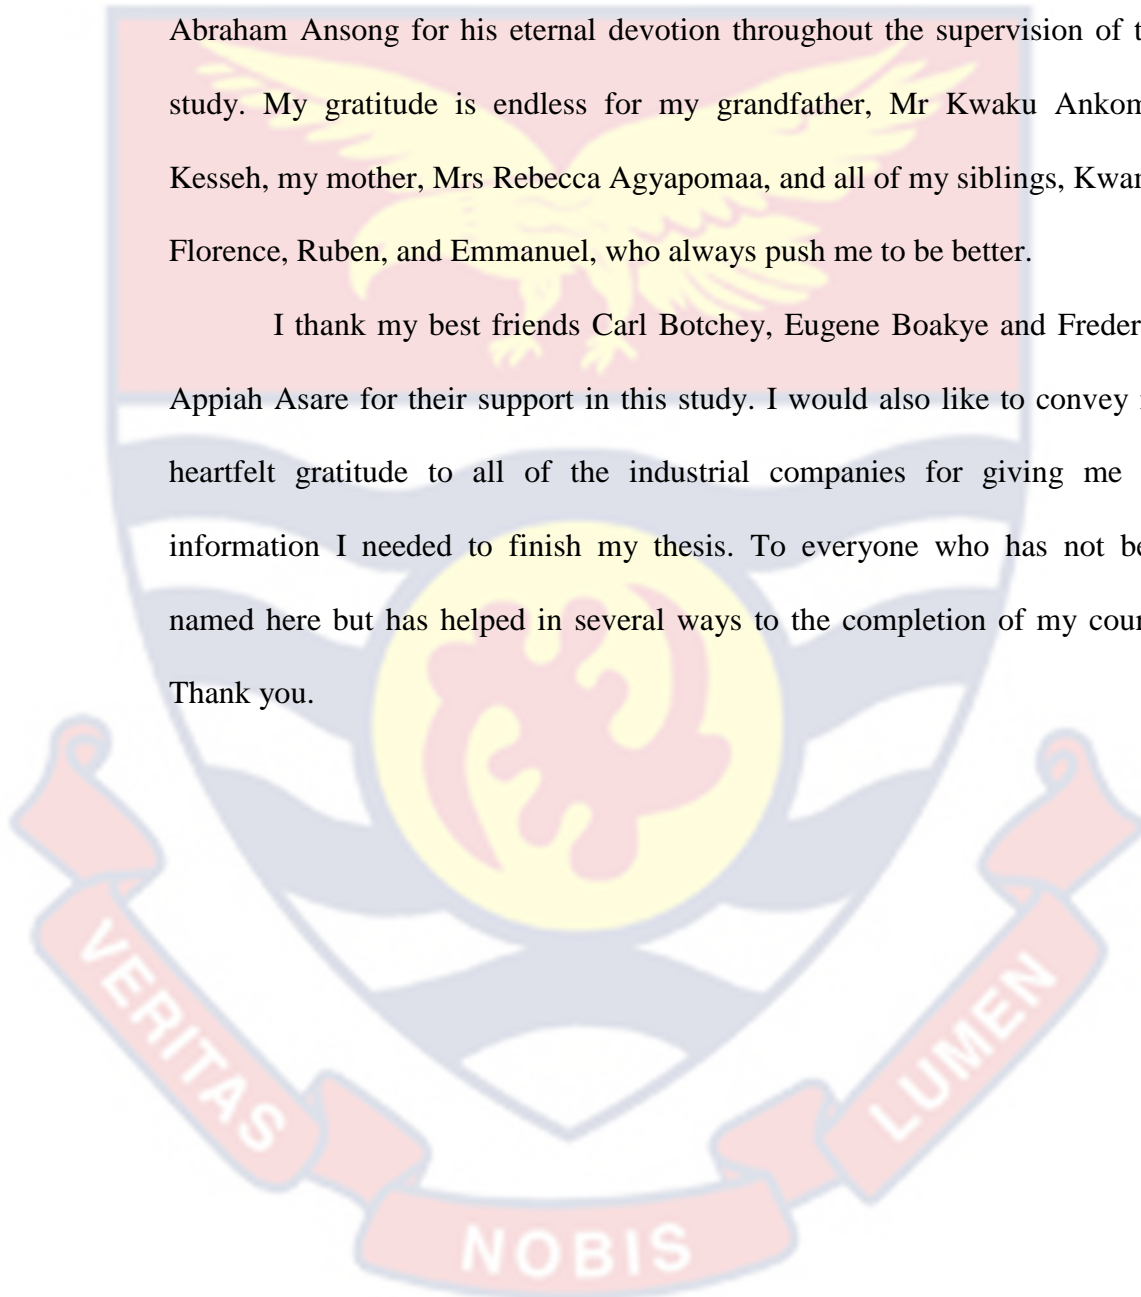 Abraham Ansong for his eternal devotion throughout the supervision of t
study. My gratitude is endless for my grandfather, Mr Kwaku Ankom
Kesseh, my mother, Mrs Rebecca Agyapomaa, and all of my siblings, Kwar
Florence, Ruben, and Emmanuel, who always push me to be better.
I thank my best friends Carl Botchey, Eugene Boakye and Freder
Appiah Asare for their support in this study. I would also like to convey
heartfelt gratitude to all of the industrial companies for giving me
information I needed to finish my thesis. To everyone who has not be
named here but has helped in several ways to the completion of my cour
Thank you.
VERITAS
NOBIS
LUMEN